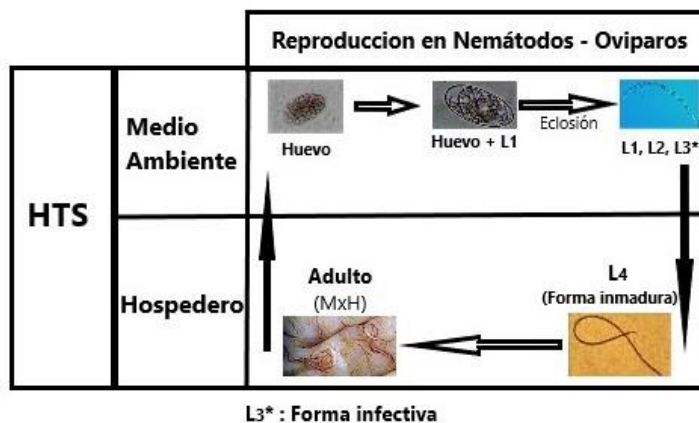 Reproduccion en Nemátodos - Oviparos
HTS
Medio
Ambiente
Huevo
Huevo + L1
Eclosión
L1, L2, L3*
Hospedero
Adulto
(MxH)
L4
(Forma inmadura)
L3* : Forma infectiva